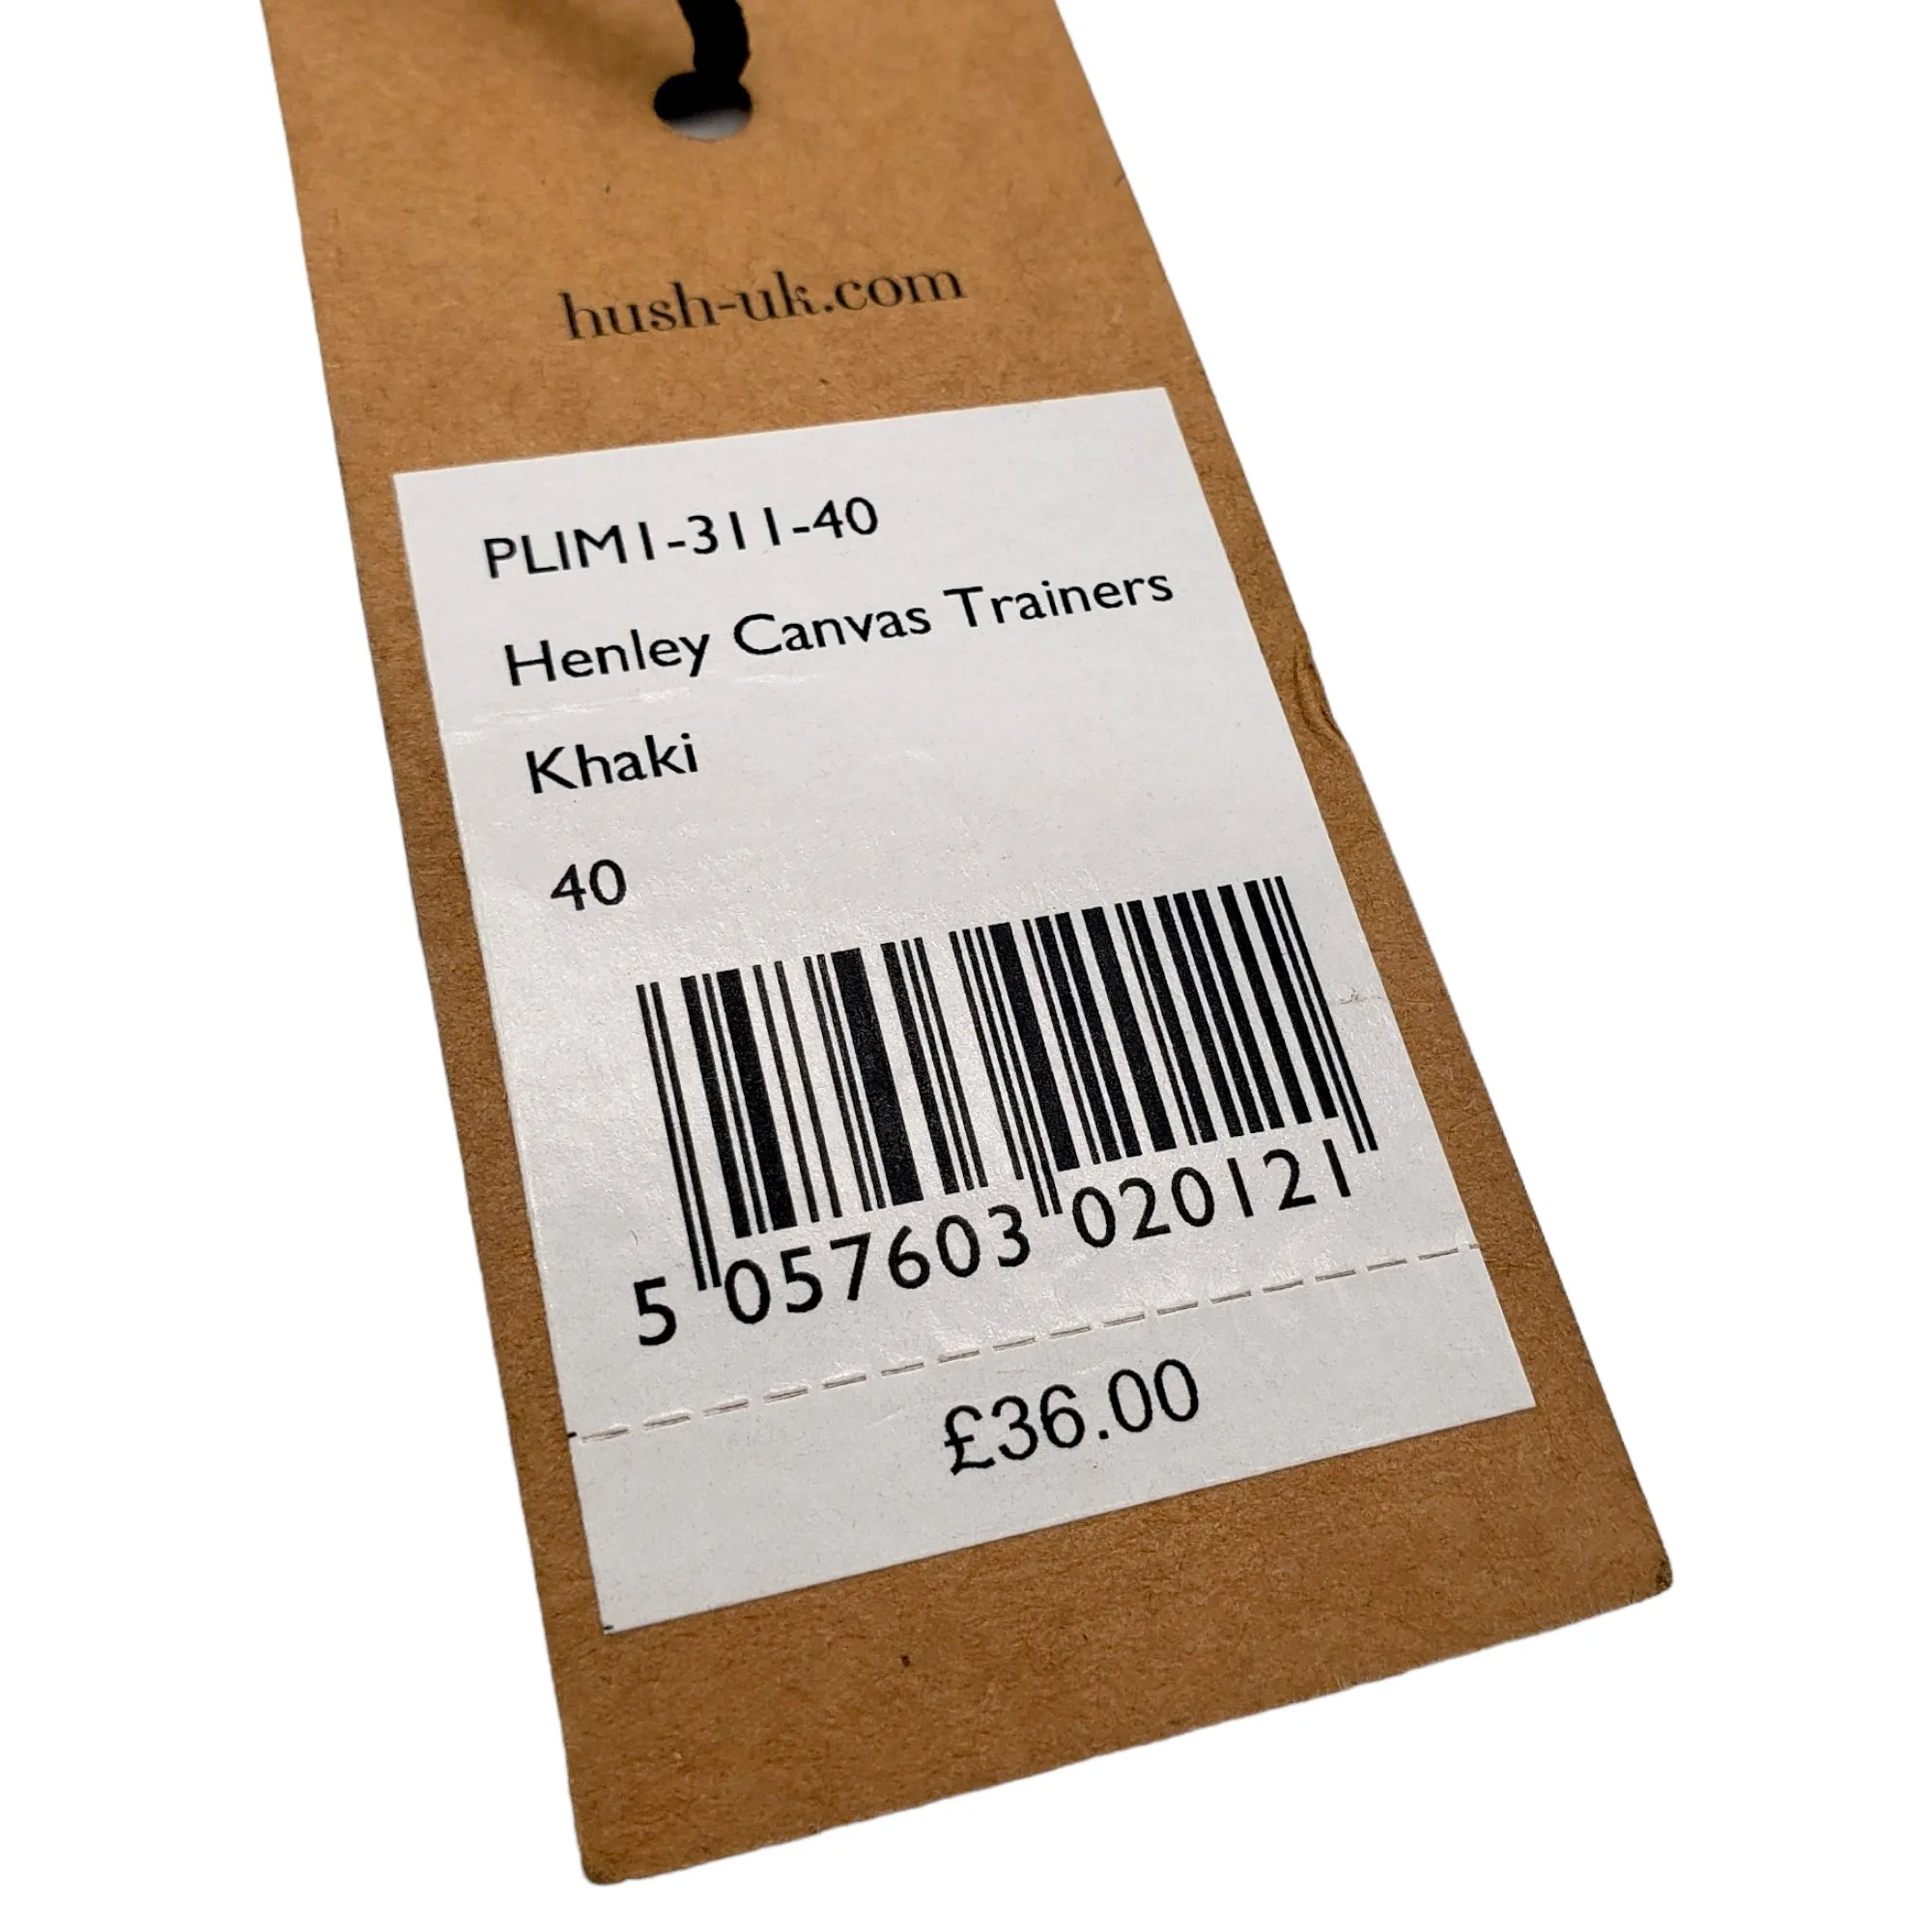 hush-uk.com
PLIM1-311-40
Henley Canvas Trainers
Khaki
40
5 057603 020121
£36.00